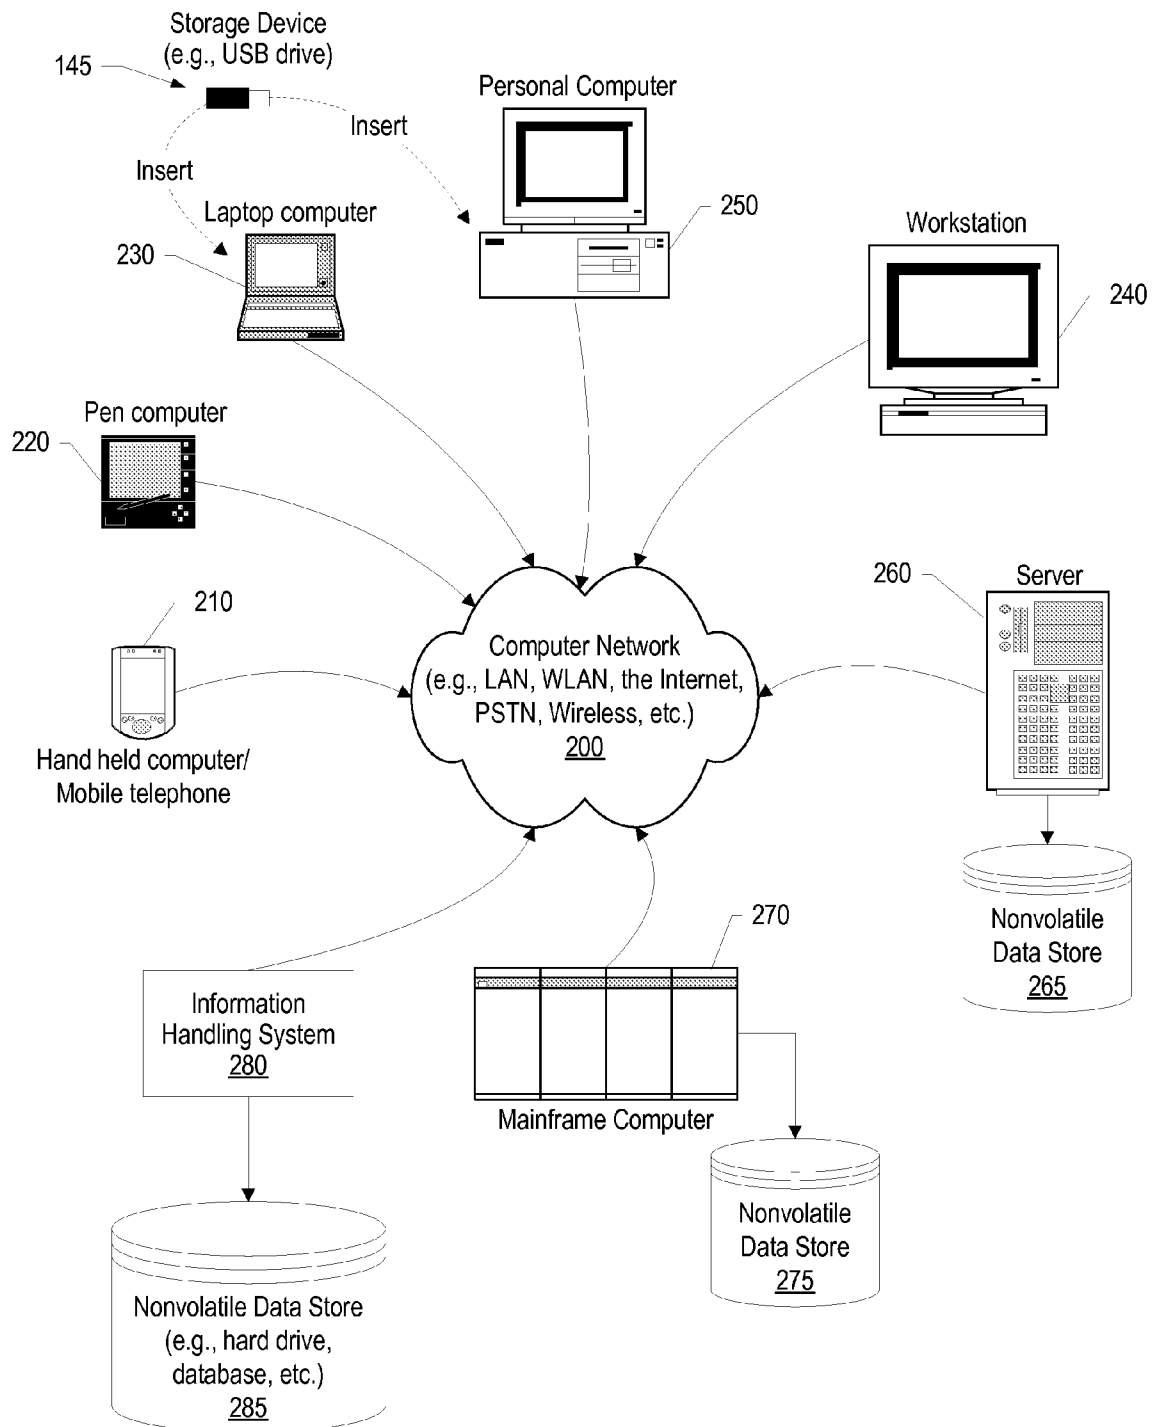 Storage Device
(e.g., USB drive)
145
Insert
Insert
Personal Computer
250
Laptop computer
230
Workstation
240
Pen computer
220
210
Hand held computer/
Mobile telephone
Computer Network
(e.g., LAN, WLAN, the Internet,
PSTN, Wireless, etc.)
200
260
Server
Nonvolatile
Data Store
265
270
Mainframe Computer
Nonvolatile
Data Store
275
Information
Handling System
280
Nonvolatile Data Store
(e.g., hard drive,
database, etc.)
285